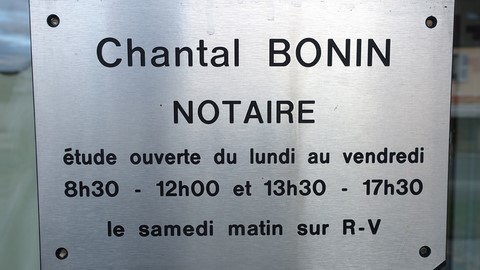 Chantal BONIN
NOTAIRE
étude ouverte du lundi au vendredi
8h30 - 12h00 et 13h30 - 17h30
le samedi matin sur R-V